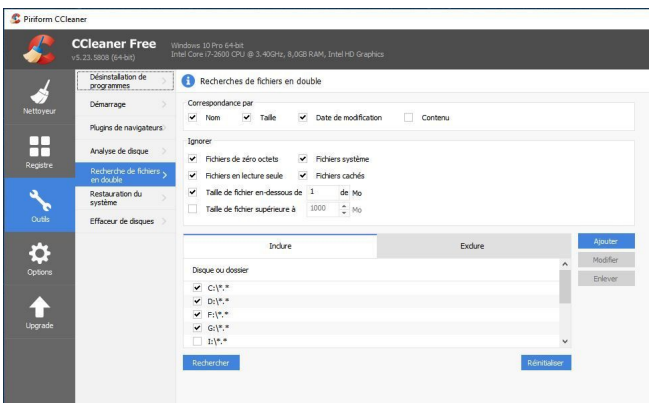 Piriform CCleaner
CCleaner Free
v5.23.5808 (64-bit)
Windows 10 Pro 64-bit
Intel Core i7-2600 CPU @ 3.40GHz, 8,0GB RAM, Intel HD Graphics
Nettoyeur
Registre
Outils
Options
Upgrade
Désinstallation de
programmes
Démarrage
Plugins de navigateurs
Analyse de disque
Recherche de fichiers
en double
Restauration du
système
Effaceur de disques
Recherches de fichiers en double
Correspondance par
Nom Taille Date de modification Contenu
Ignorer
Fichiers de zéro octets Fichiers système
Fichiers en lecture seule Fichiers cachés
Taille de fichier en-dessous de 1 de Mo
Taille de fichier supérieure à 1000 Mo
Inclure Exclure
Disque ou dossier
C:\*.*
D:\*.*
F:\*.*
G:\*.*
I:\*.*
Ajouter
Modifier
Enlever
Rechercher Réinitialiser